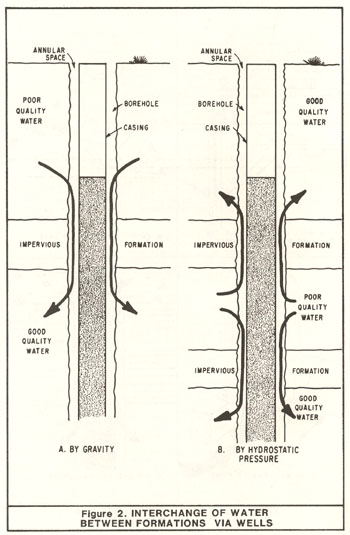 ANNULAR
SPACE
POOR
QUALITY
WATER
BOREHOLE
CASING
IMPERVIOUS
FORMATION
GOOD
QUALITY
WATER
A. BY GRAVITY
ANNULAR
SPACE
BOREHOLE
GOOD
QUALITY
WATER
CASING
IMPERVIOUS
FORMATION
POOR
QUALITY
WATER
IMPERVIOUS
FORMATION
GOOD
QUALITY
WATER
B. BY HYDROSTATIC
PRESSURE
Figure 2. INTERCHANGE OF WATER
BETWEEN FORMATIONS VIA WELLS